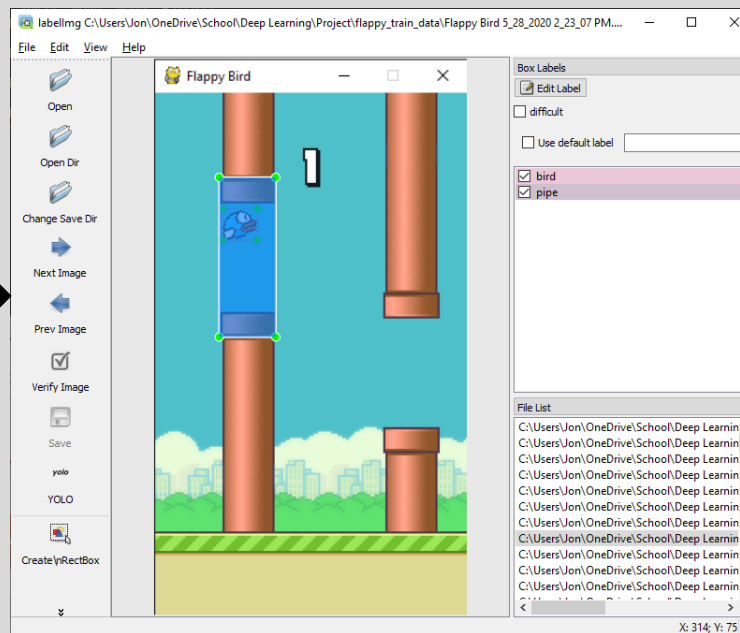 labelImg C:\Users\Jon\OneDrive\School\Deep Learning\Project\flappy_train_data\Flappy Bird 5_28_2020 2_23_07 PM....
File Edit View Help
Open
Open Dir
Change Save Dir
Next Image
Prev Image
Verify Image
Save
yolo
YOLO
Create\nRectBox
Flappy Bird
1
Box Labels
Edit Label
difficult
Use default label
bird
pipe
File List
C:\Users\Jon\OneDrive\School\Deep Learnin
C:\Users\Jon\OneDrive\School\Deep Learnin
C:\Users\Jon\OneDrive\School\Deep Learnin
C:\Users\Jon\OneDrive\School\Deep Learnin
C:\Users\Jon\OneDrive\School\Deep Learnin
C:\Users\Jon\OneDrive\School\Deep Learnin
C:\Users\Jon\OneDrive\School\Deep Learnin
C:\Users\Jon\OneDrive\School\Deep Learnin
C:\Users\Jon\OneDrive\School\Deep Learnin
C:\Users\Jon\OneDrive\School\Deep Learnin
C:\Users\Jon\OneDrive\School\Deep Learnin
X: 314; Y: 75